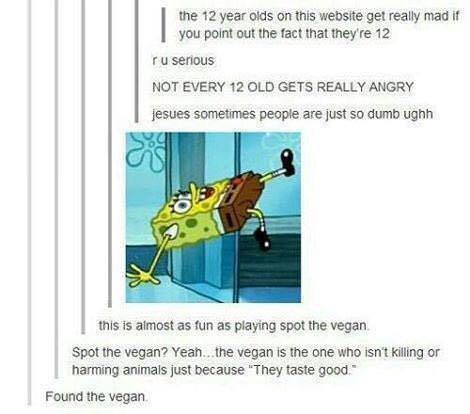 the 12 year olds on this website get really mad if
you point out the fact that they're 12
r u serious
NOT EVERY 12 OLD GETS REALLY ANGRY
jesues sometimes people are just so dumb ughh
this is almost as fun as playing spot the vegan.
Spot the vegan? Yeah...the vegan is the one who isn't killing or
harming animals just because "They taste good."
Found the vegan.